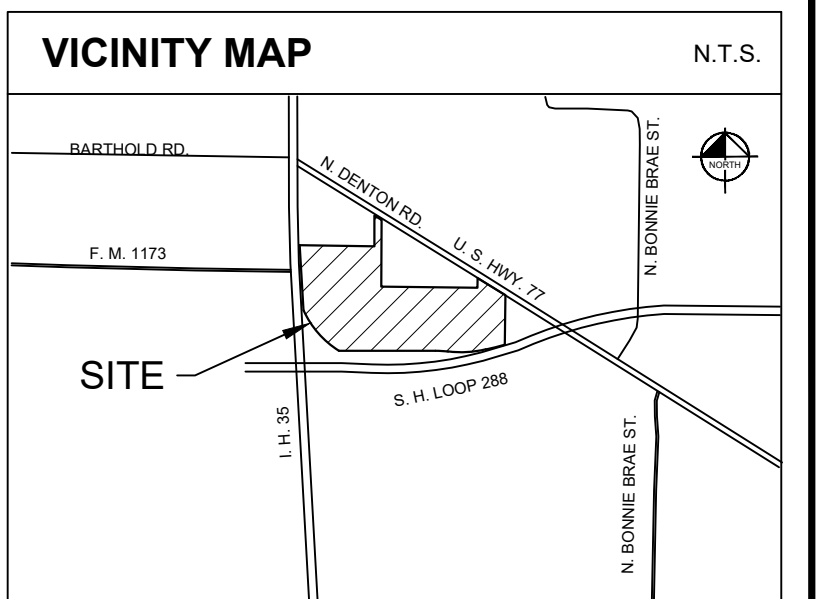 VICINITY MAP
N.T.S.
BARTHOLD RD.
N. DENTON RD.
N. BONNIE BRAE ST.
NORTH
F. M. 1173
U. S. HWY. 77
SITE
S. H. LOOP 288
I. H. 35
N. BONNIE BRAE ST.